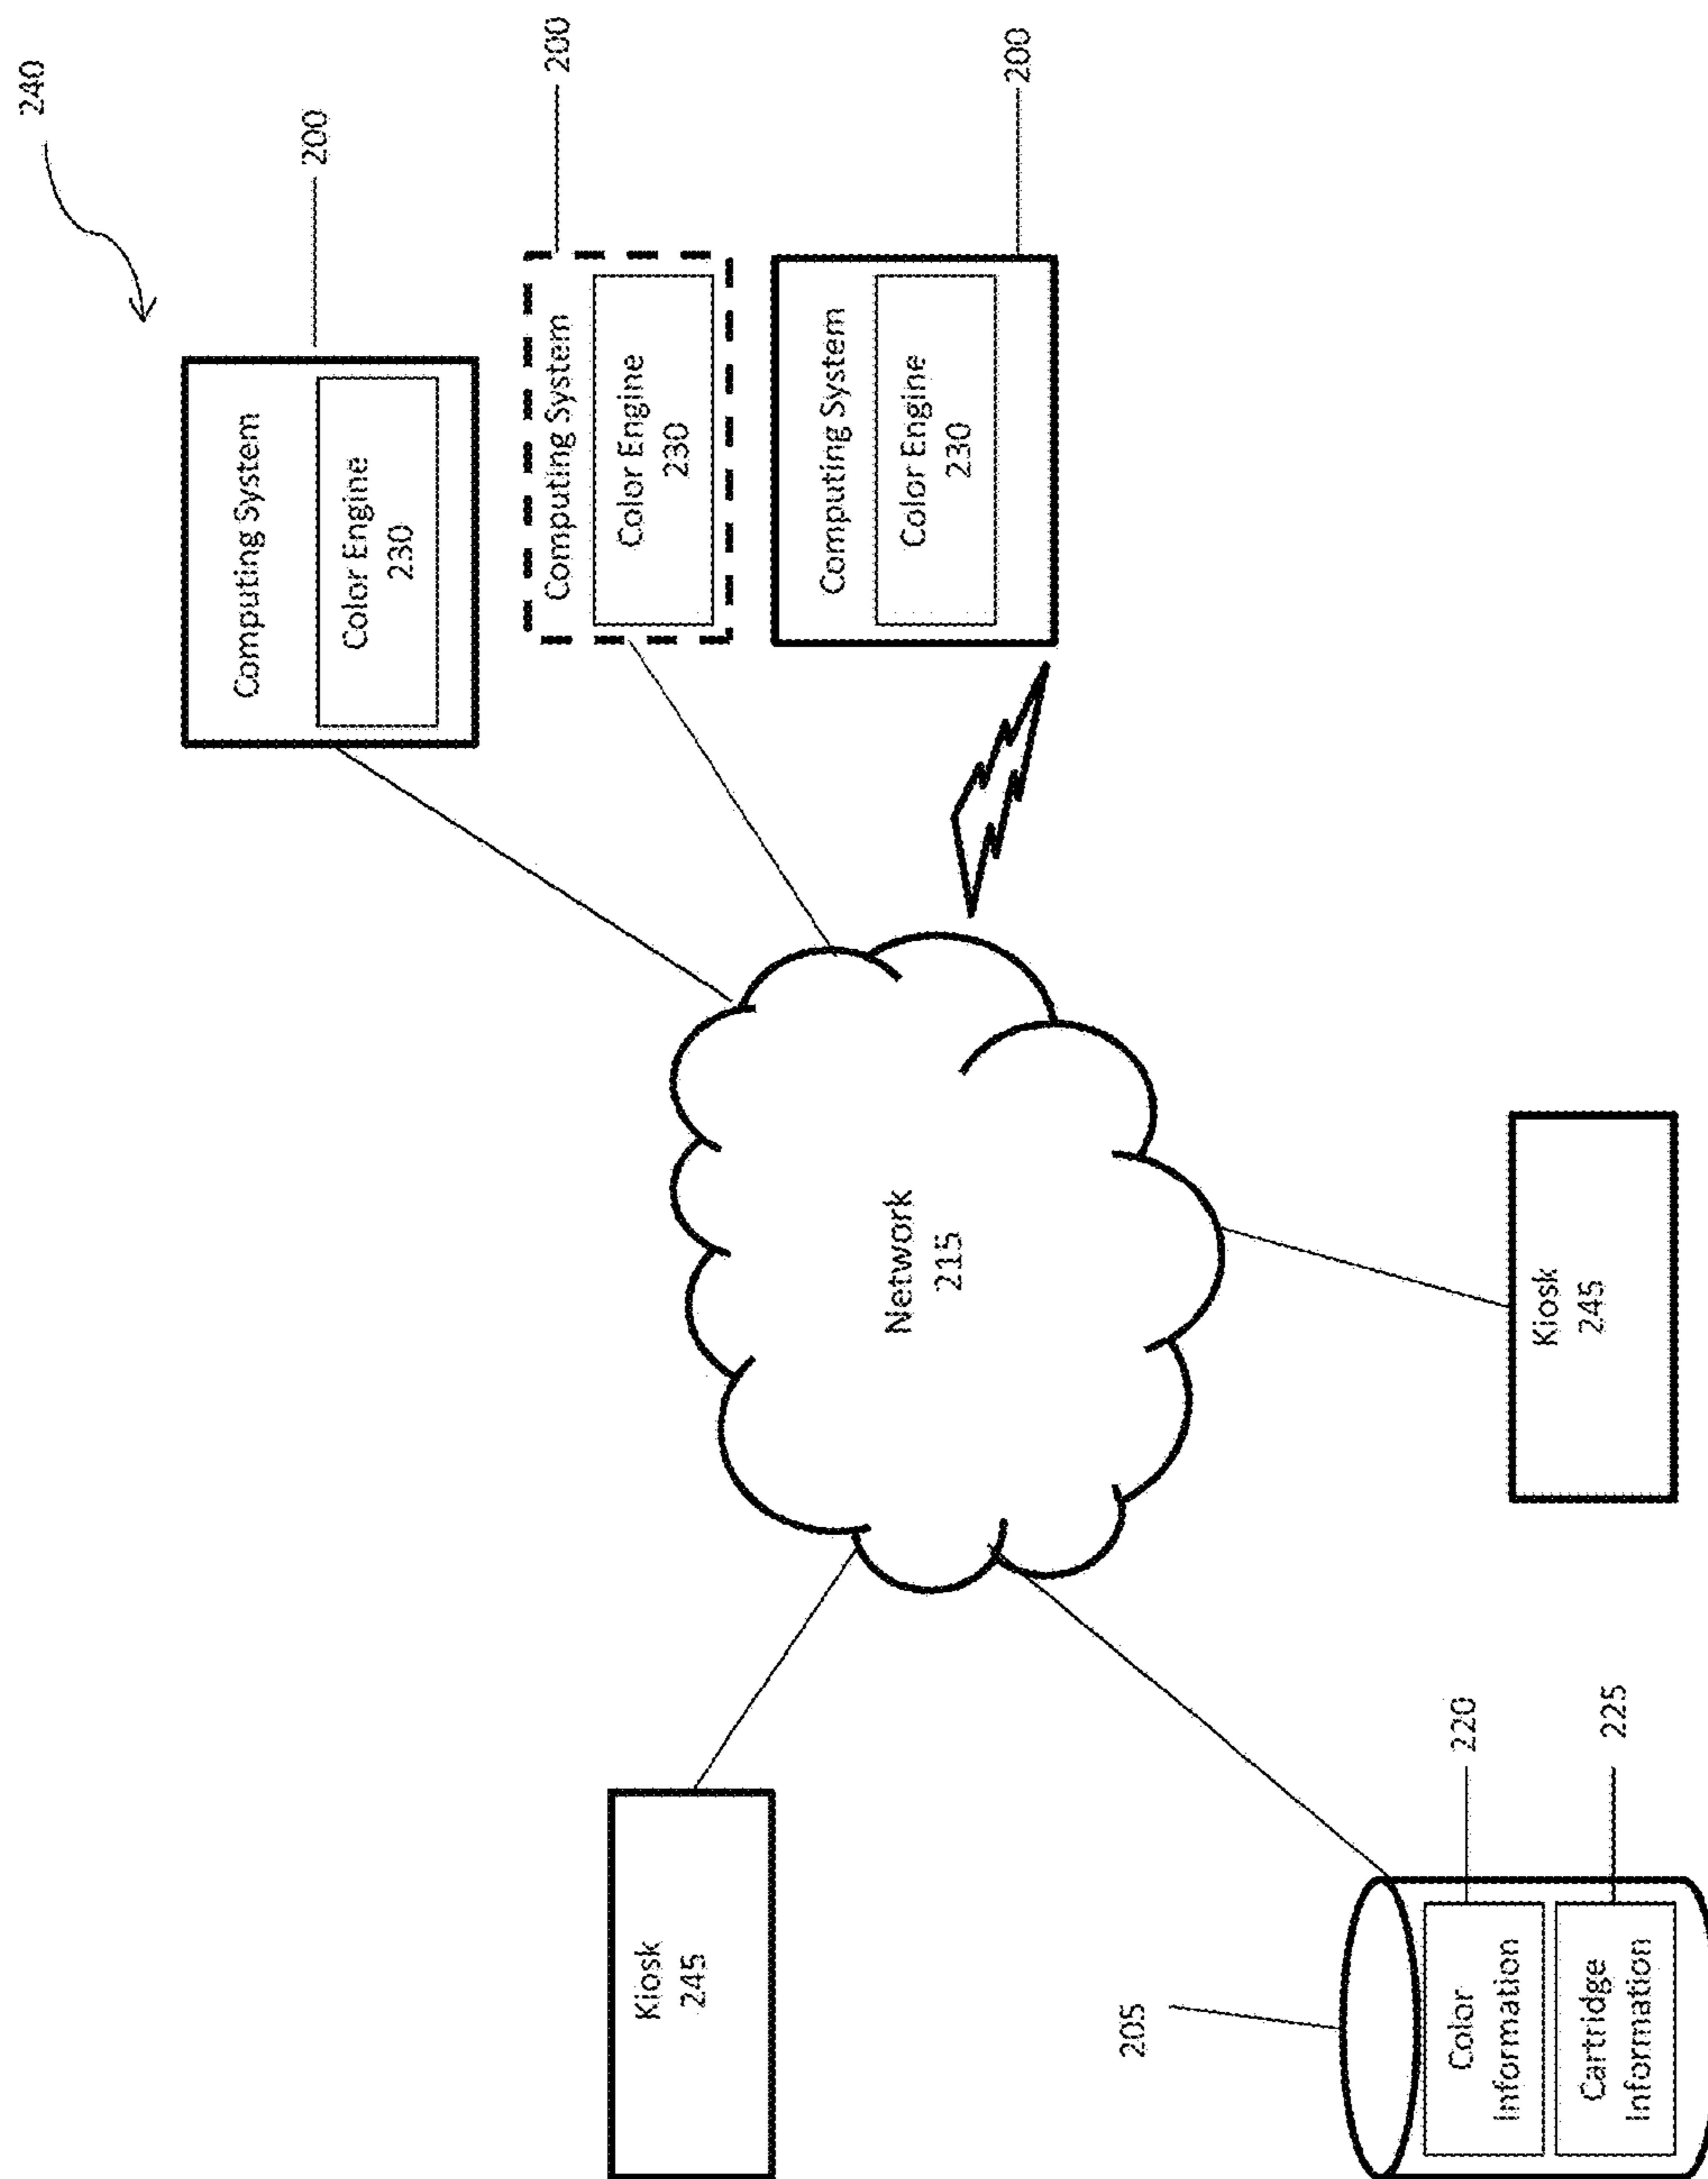 240
Computing System
200
Color Engine
230
Computing System
200
Color Engine
230
Computing System
200
Color Engine
230
Kiosk
245
Network
215
205
Color
Information
220
Cartridge
Information
225
Kiosk
245